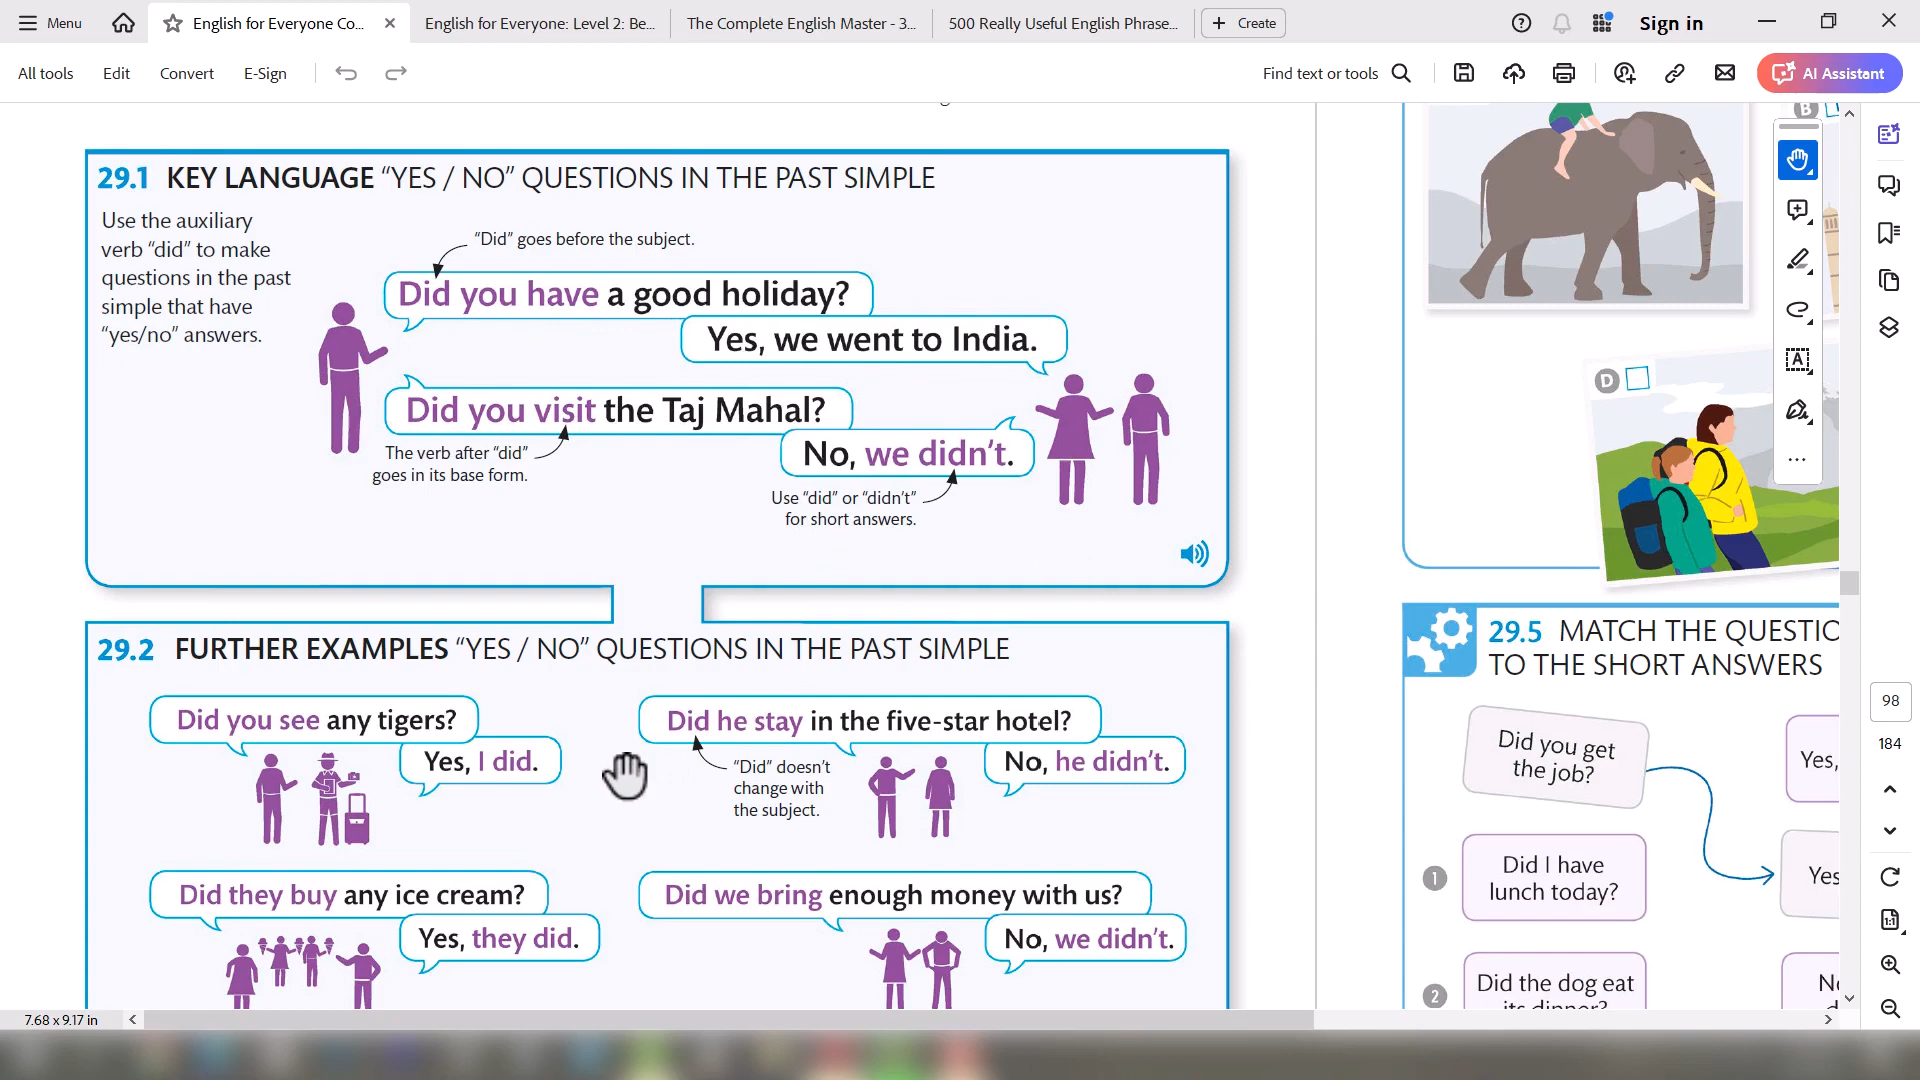 Menu
English for Everyone Co...
English for Everyone: Level 2: Be...
The Complete English Master - 3...
500 Really Useful English Phrase...
Create
Sign in
All tools
Edit
Convert
E-Sign
Find text or tools
AI Assistant
29.1 KEY LANGUAGE “YES / NO” QUESTIONS IN THE PAST SIMPLE
Use the auxiliary
verb “did” to make
questions in the past
simple that have
“yes/no” answers.
“Did” goes before the subject.
Did you have a good holiday?
Yes, we went to India.
Did you visit the Taj Mahal?
The verb after “did”
goes in its base form.
No, we didn’t.
Use “did” or “didn’t”
for short answers.
29.2 FURTHER EXAMPLES “YES / NO” QUESTIONS IN THE PAST SIMPLE
Did you see any tigers?
Yes, I did.
Did he stay in the five-star hotel?
No, he didn’t.
“Did” doesn’t
change with
the subject.
Did they buy any ice cream?
Yes, they did.
Did we bring enough money with us?
No, we didn’t.
B
D
29.5 MATCH THE QUESTIO
TO THE SHORT ANSWERS
Did you get
the job?
Yes,
1
Did I have
lunch today?
Yes
2
Did the dog eat
its dinner?
98
184
7.68 x 9.17 in